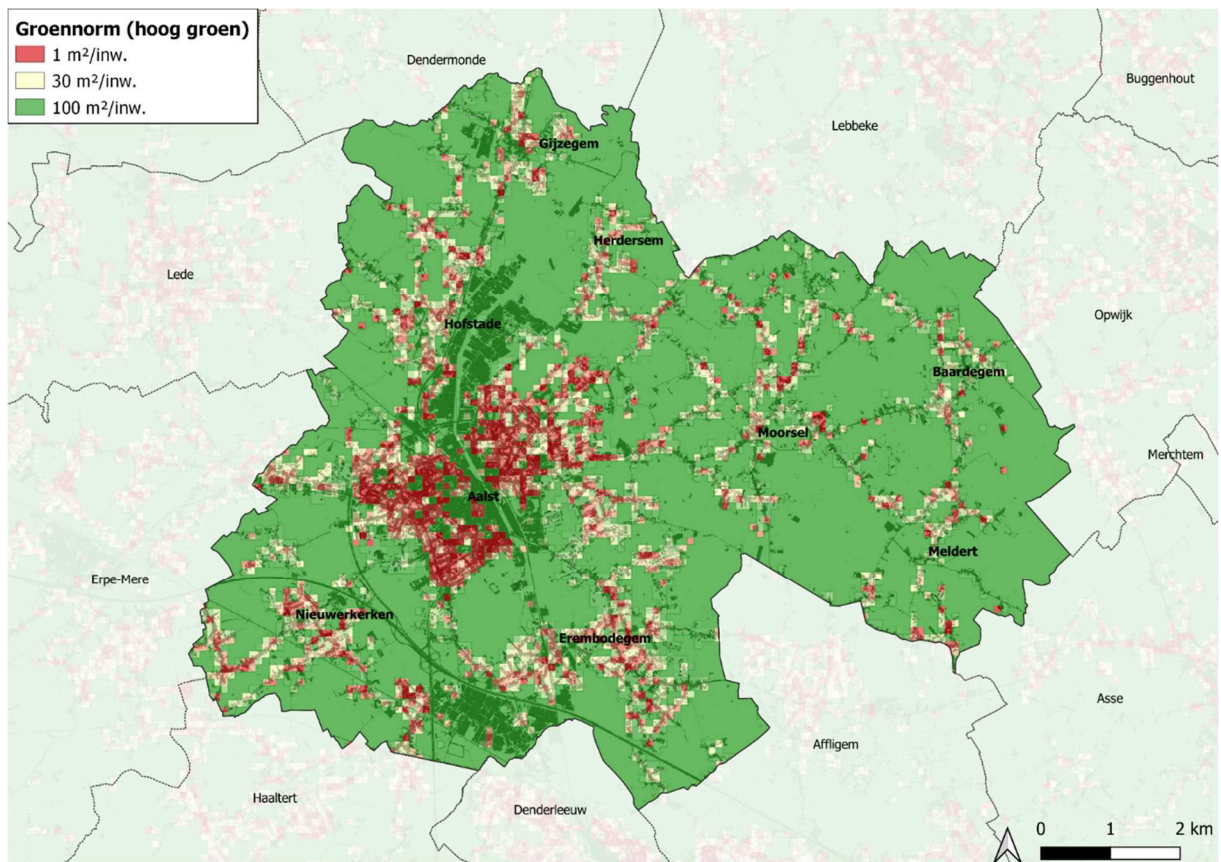 Groennorm (hoog groen)
1 m²/inw.
30 m²/inw.
100 m²/inw.
Dendermonde
Buggenhout
Lebbeke
Gijzegem
Herdersem
Lede
Opwijk
Hofstade
Baardegem
Moorsel
Merchtem
Aalst
Meldert
Erpe-Mere
Nieuwerkerken
Erembodegem
Asse
Affligem
Haaltert
Denderleeuw
0 1 2 km